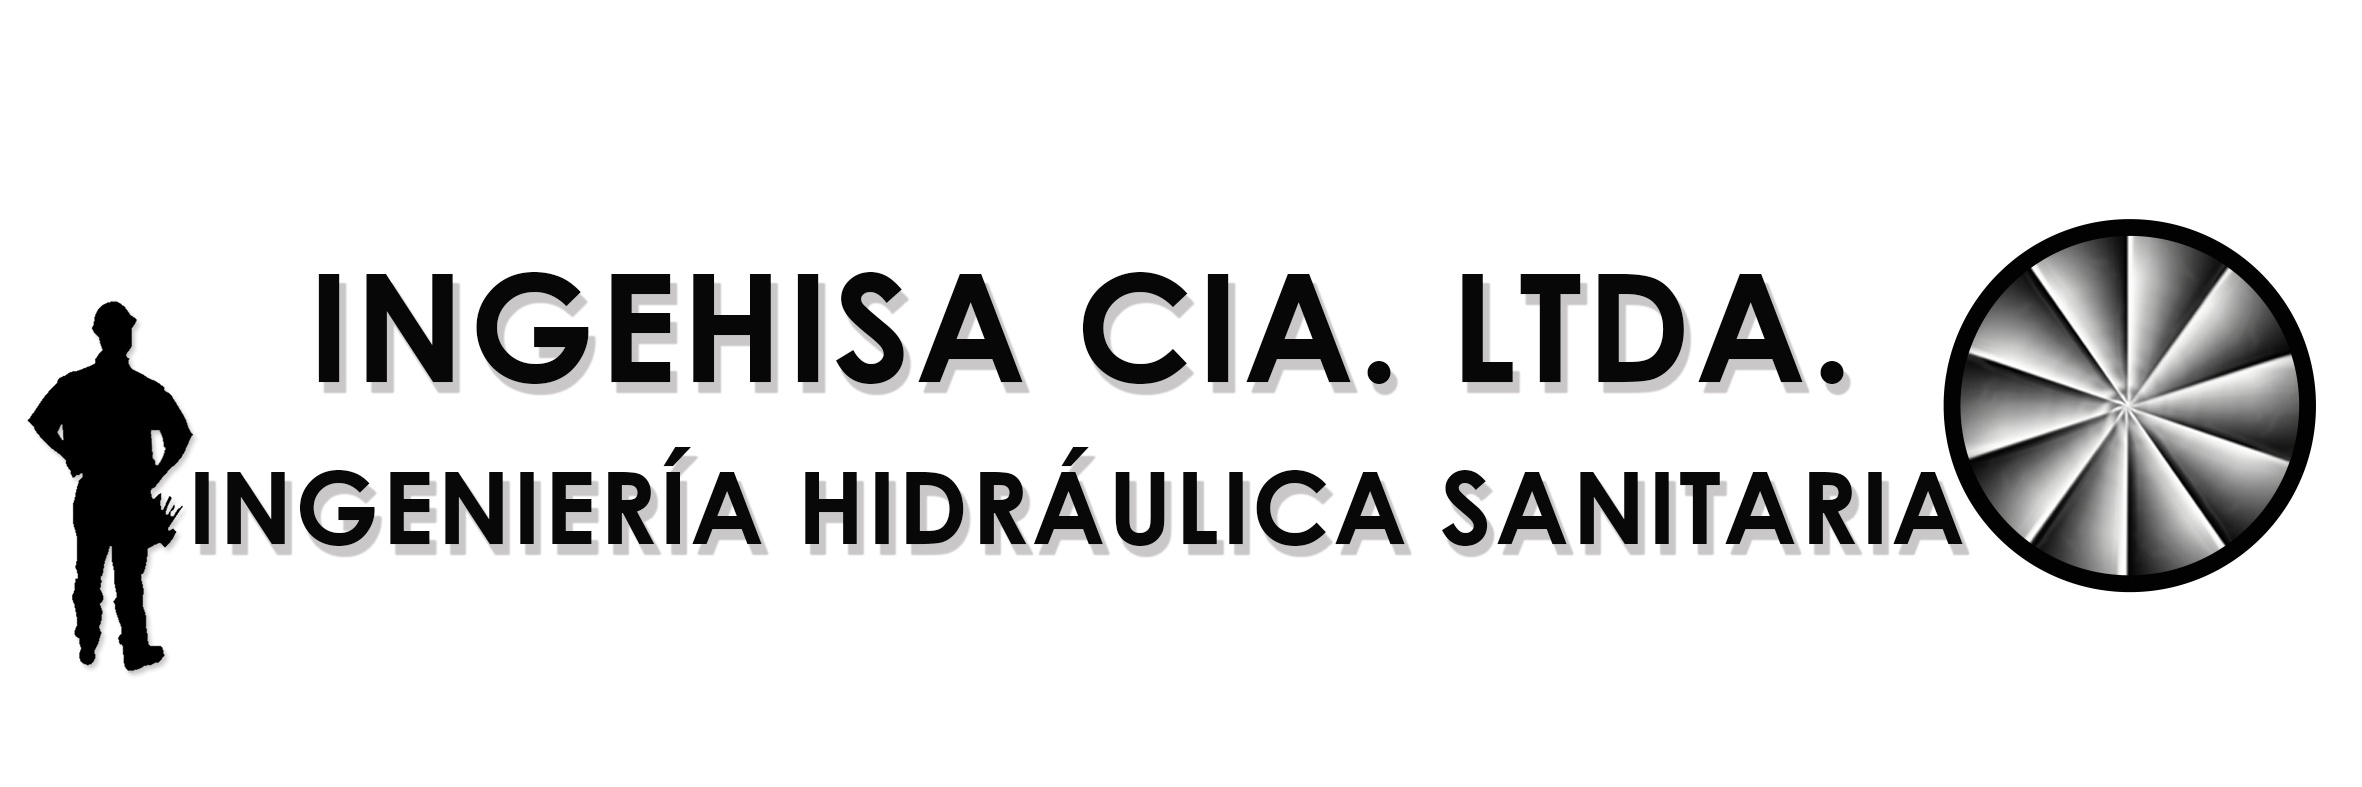 INGEHISA CIA. LTDA.
INGENIERÍA HIDRÁULICA SANITARIA